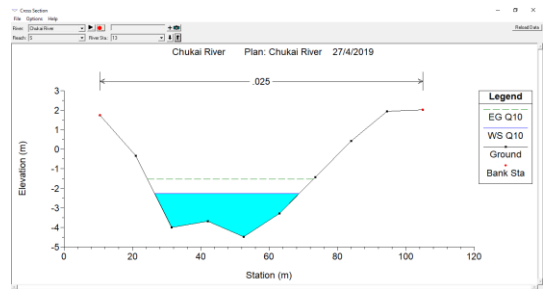 Cross Section
File Options Help
River: Chukai River
Reload Data
Reach: 0 River Sta.: 13
Chukai River Plan: Chukai River 27/4/2019
.025
3
2
1
0
-1
-2
-3
-4
-5
Elevation (m)
0 20 40 60 80 100 120
Station (m)
Legend
EG Q10
WS Q10
Ground
Bank Sta